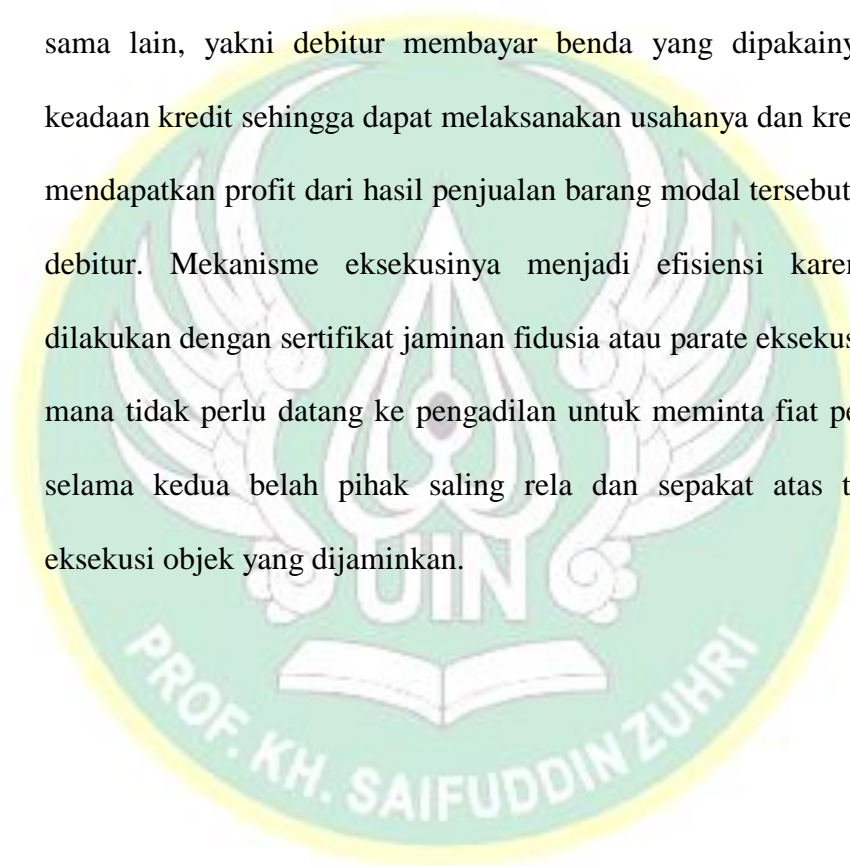 sama lain, yakni debitur membayar benda yang dipakainy
keadaan kredit sehingga dapat melaksanakan usahanya dan kre
mendapatkan profit dari hasil penjualan barang modal tersebut
debitur. Mekanisme eksekusinya menjadi efisiensi karer
dilakukan dengan sertifikat jaminan fidusia atau parate eksekus
mana tidak perlu datang ke pengadilan untuk meminta fiat pe
selama kedua belah pihak saling rela dan sepakat atas t
eksekusi objek yang dijaminkan.
UIN
PROF. KH. SAIFUDDIN ZUHRI